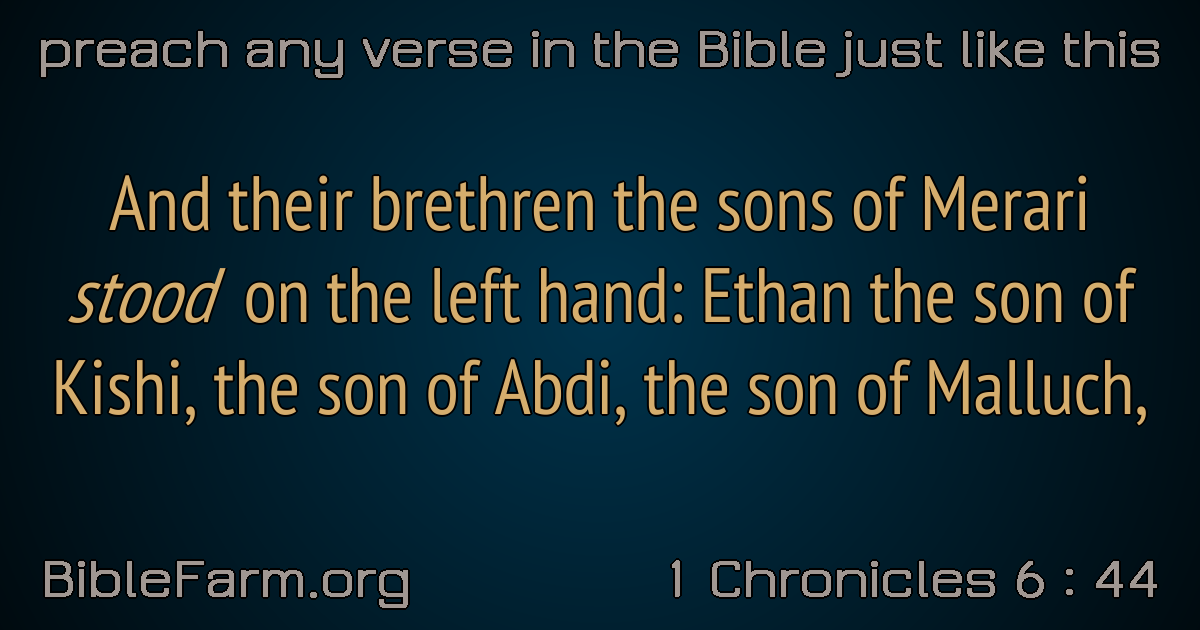 preach any verse in the Bible just like this
And their brethren the sons of Merari
stood on the left hand: Ethan the son of
Kishi, the son of Abdi, the son of Malluch,
BibleFarm.org
1 Chronicles 6 : 44